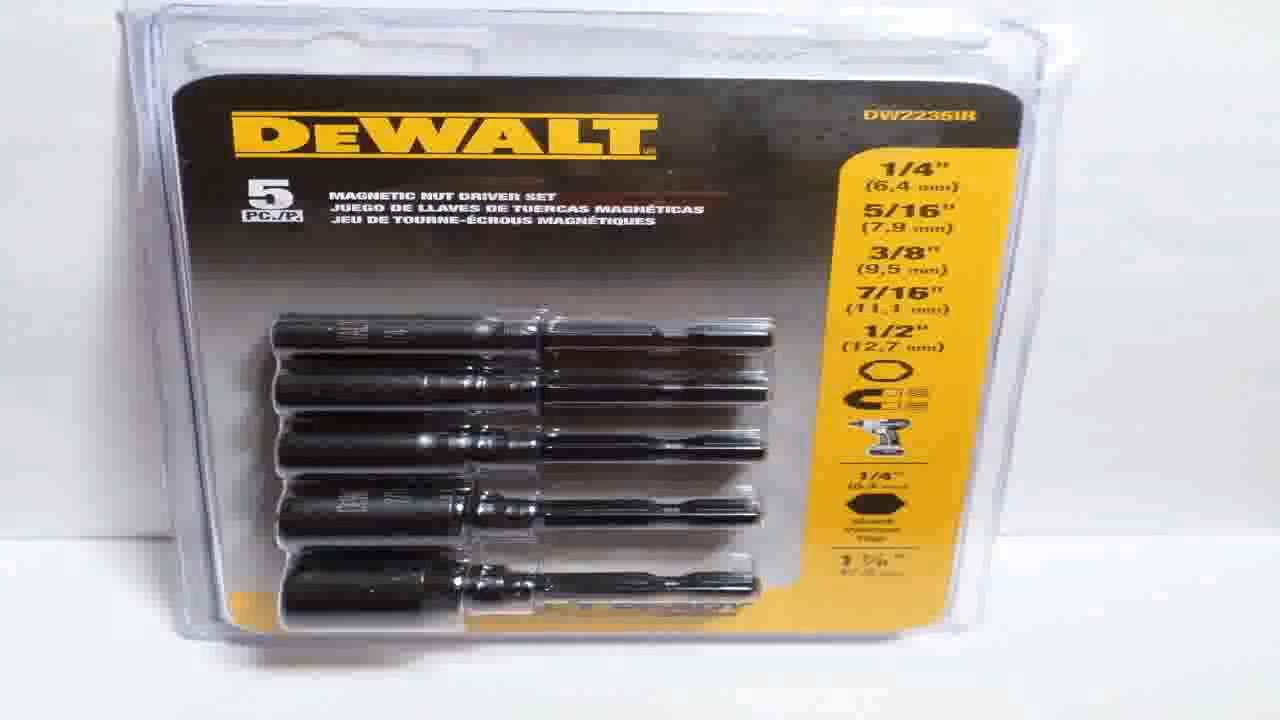 DEWALT
DW2235IR
5
PC./P.
MAGNETIC NUT DRIVER SET
JUEGO DE LLAVES DE TUERCAS MAGNÉTICAS
JEU DE TOURNE-ÉCROUS MAGNÉTIQUES
1/4"
(6,4 mm)
5/16"
(7,9 mm)
3/8"
(9,5 mm)
7/16"
(11,1 mm)
1/2"
(12,7 mm)
1/4"